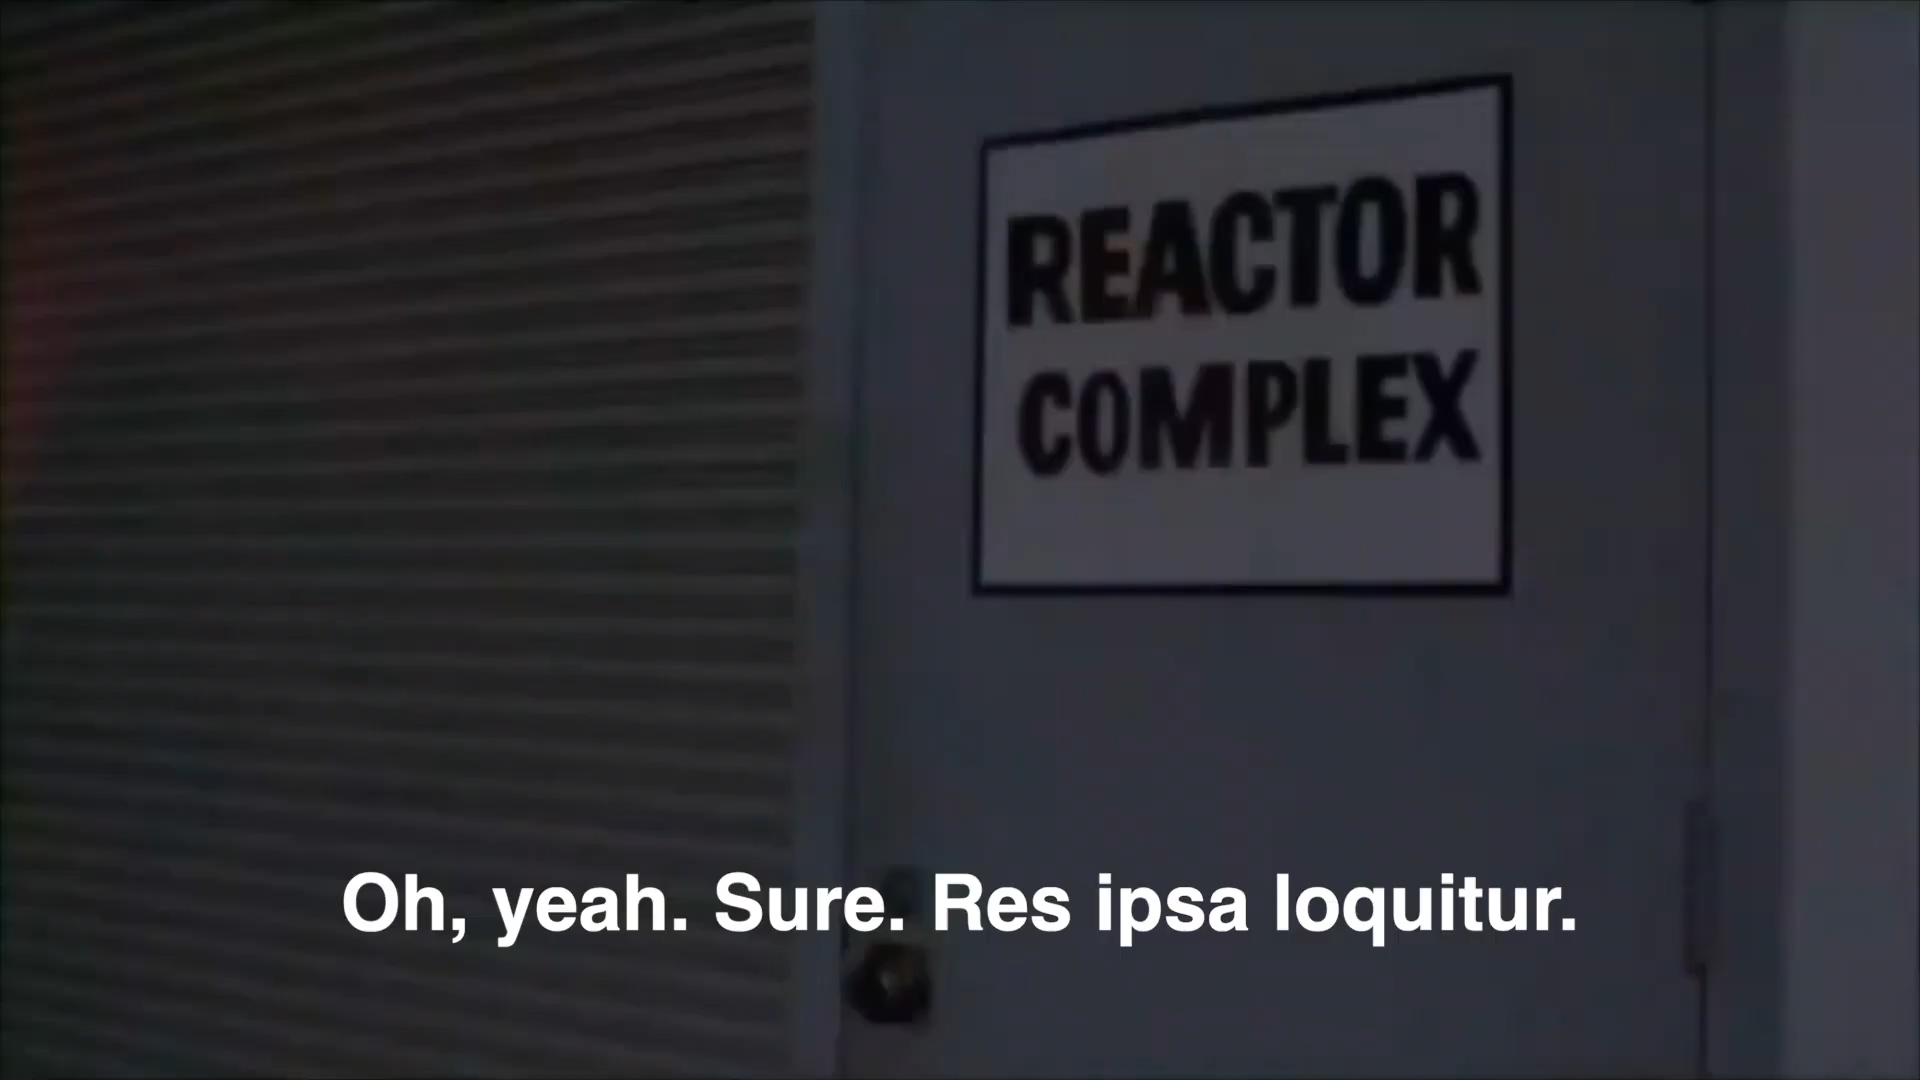 REACTOR
COMPLEX
Oh, yeah. Sure. Res ipsa loquitur.